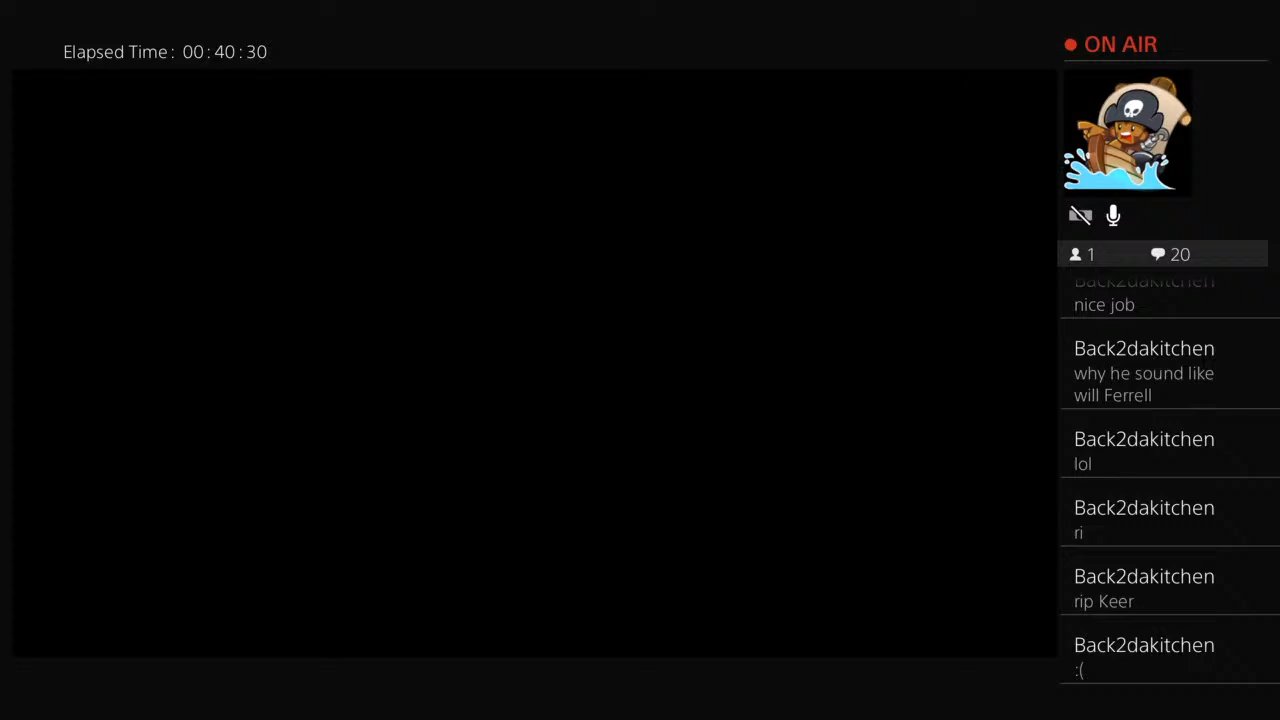 Elapsed Time: 00:40:30
ON AIR
1 20
Back2dakitchen
nice job
Back2dakitchen
why he sound like
will Ferrell
Back2dakitchen
lol
Back2dakitchen
ri
Back2dakitchen
rip Keer
Back2dakitchen
:(